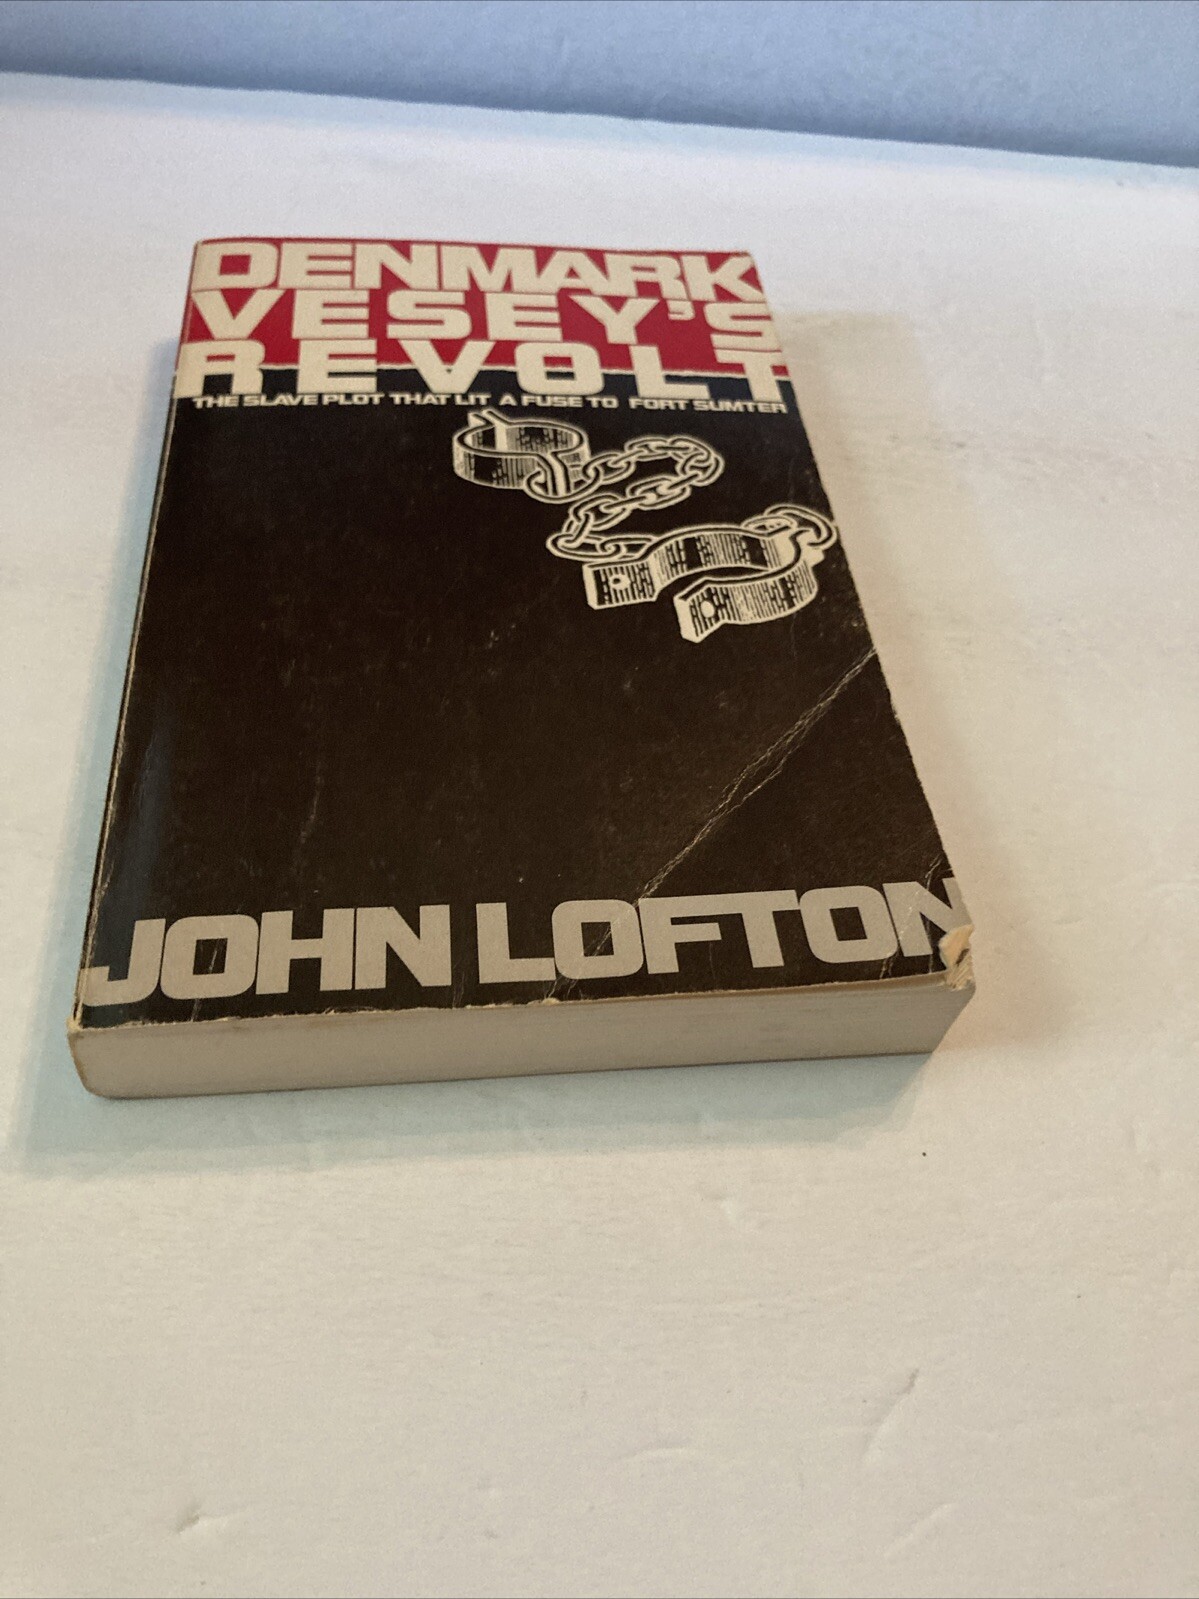 DENMARK
VESEY'S
REVOLT
THE SLAVE PLOT THAT LIT A FUSE TO FORT SUMTER
JOHN LOFTON